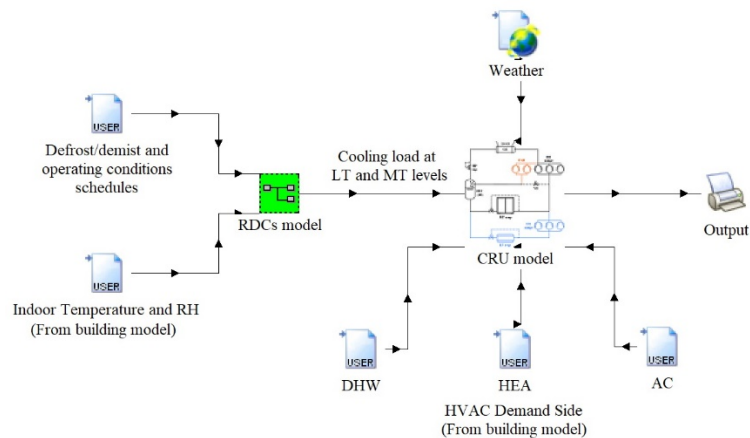 Weather
USER
Defrost/demist and
operating conditions
schedules
Cooling load at
LT and MT levels
RDCs model
Output
USER
Indoor Temperature and RH
(From building model)
CRU model
USER
DHW
USER
HEA
USER
AC
HVAC Demand Side
(From building model)